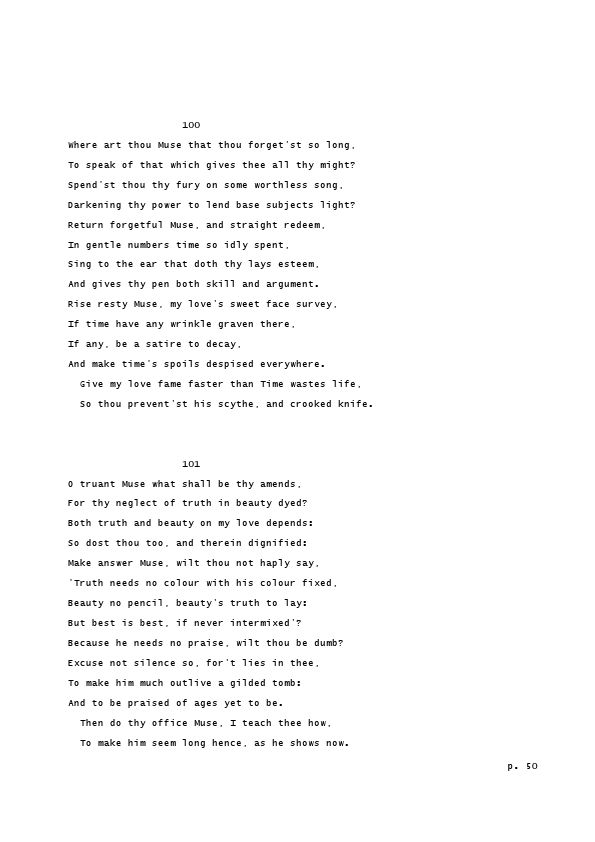 100
Where art thou Muse that thou forget'st so long,
To speak of that which gives thee all thy might?
Spend'st thou thy fury on some worthless song,
Darkening thy power to lend base subjects light?
Return forgetful Muse, and straight redeem,
In gentle numbers time so idly spent,
Sing to the ear that doth thy lays esteem,
And gives thy pen both skill and argument.
Rise resty Muse, my love's sweet face survey,
If time have any wrinkle graven there,
If any, be a satire to decay,
And make time's spoils despised everywhere.
Give my love fame faster than Time wastes life,
So thou prevent'st his scythe, and crooked knife.
101
O truant Muse what shall be thy amends,
For thy neglect of truth in beauty dyed?
Both truth and beauty on my love depends:
So dost thou too, and therein dignified:
Make answer Muse, wilt thou not haply say,
'Truth needs no colour with his colour fixed,
Beauty no pencil, beauty's truth to lay:
But best is best, if never intermixed'?
Because he needs no praise, wilt thou be dumb?
Excuse not silence so, for't lies in thee,
To make him much outlive a gilded tomb:
And to be praised of ages yet to be.
Then do thy office Muse, I teach thee how,
To make him seem long hence, as he shows now.
p. 50